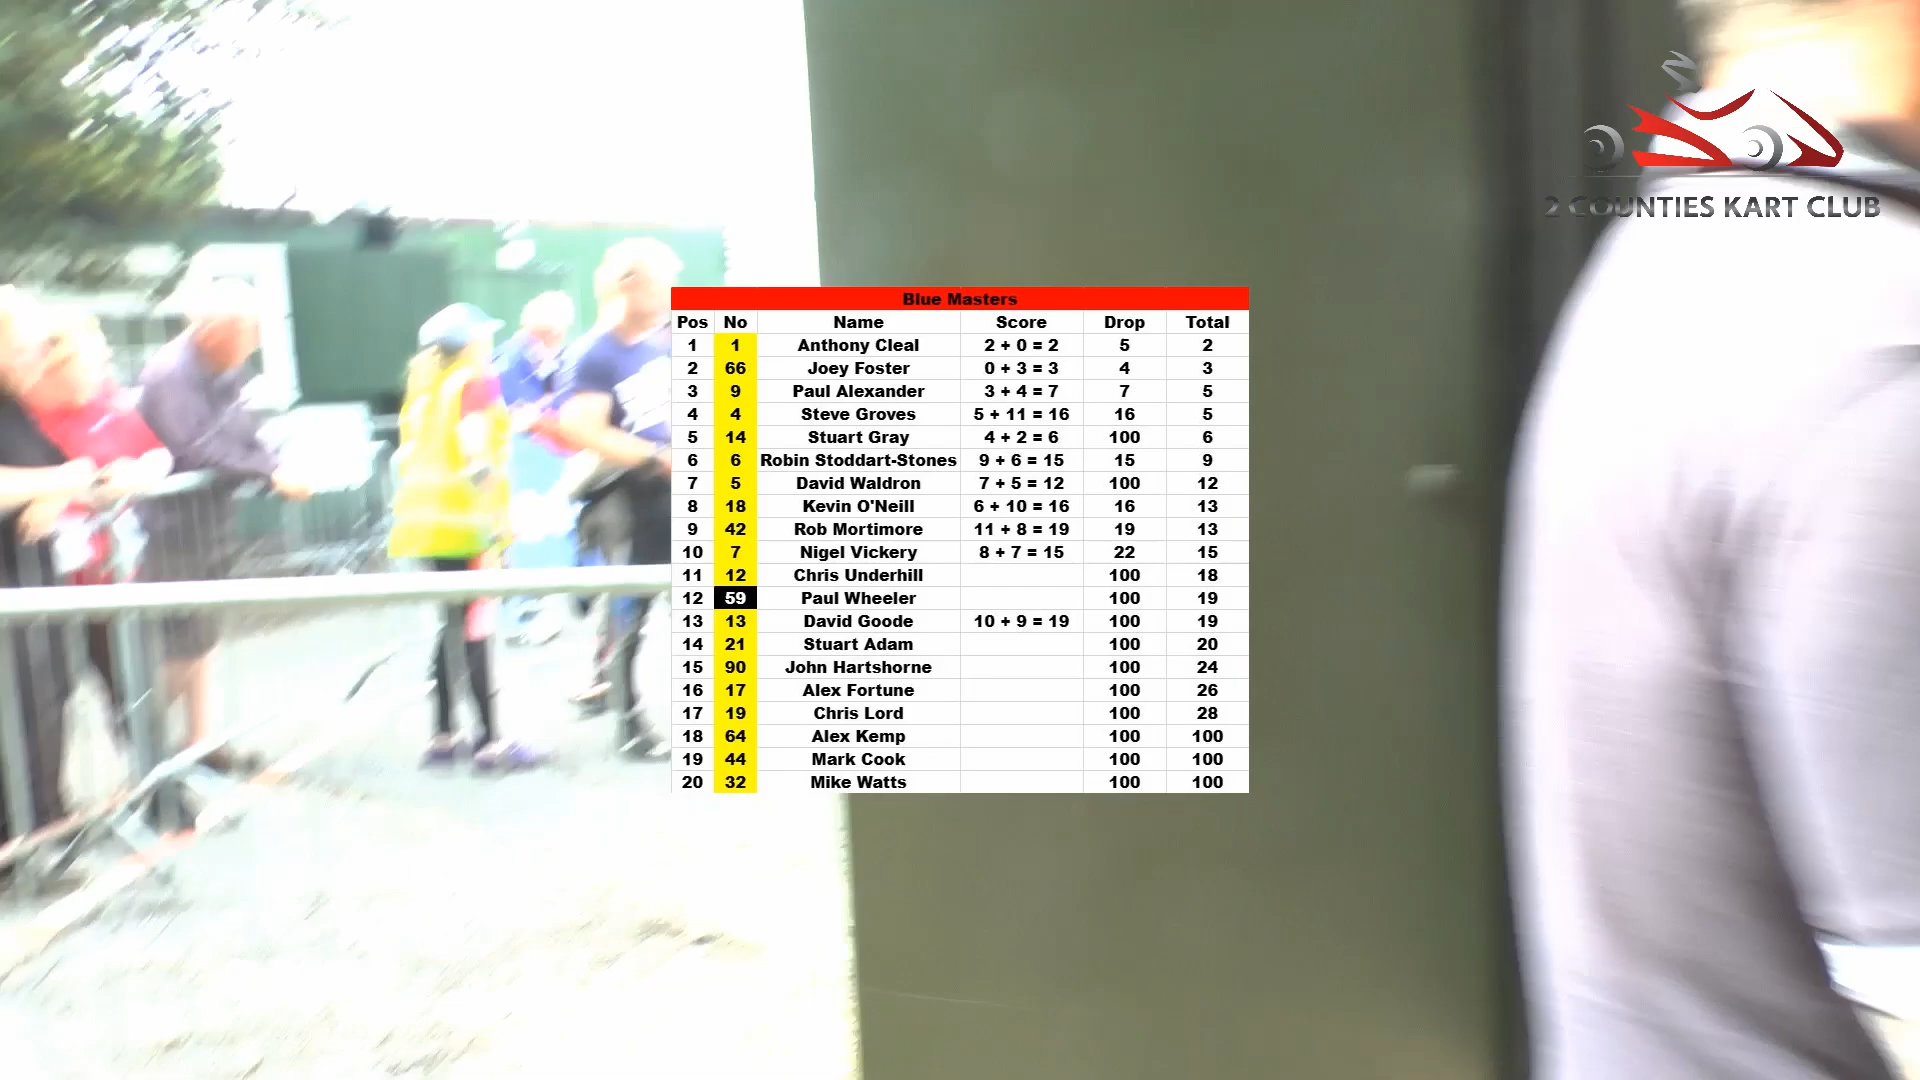 2 COUNTIES KART CLUB
Blue Masters
Pos No Name Score Drop Total
1 1 Anthony Cleal 2 + 0 = 2 5 2
2 66 Joey Foster 0 + 3 = 3 4 3
3 9 Paul Alexander 3 + 4 = 7 7 5
4 4 Steve Groves 5 + 11 = 16 16 5
5 14 Stuart Gray 4 + 2 = 6 100 6
6 6 Robin Stoddart-Stones 9 + 6 = 15 15 9
7 5 David Waldron 7 + 5 = 12 100 12
8 18 Kevin O'Neill 6 + 10 = 16 16 13
9 42 Rob Mortimore 11 + 8 = 19 19 13
10 7 Nigel Vickery 8 + 7 = 15 22 15
11 12 Chris Underhill 100 18
12 59 Paul Wheeler 100 19
13 13 David Goode 10 + 9 = 19 100 19
14 21 Stuart Adam 100 20
15 90 John Hartshorne 100 24
16 17 Alex Fortune 100 26
17 19 Chris Lord 100 28
18 64 Alex Kemp 100 100
19 44 Mark Cook 100 100
20 32 Mike Watts 100 100